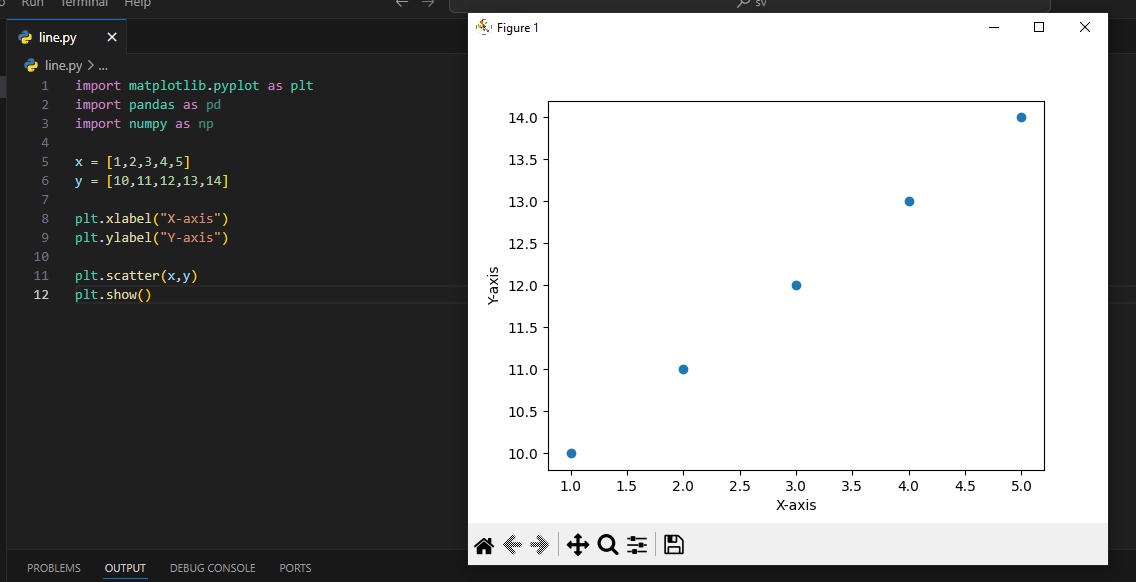 Run Terminal Help
sv
line.py
line.py > ...
1 import matplotlib.pyplot as plt
2 import pandas as pd
3 import numpy as np
4
5 x = [1,2,3,4,5]
6 y = [10,11,12,13,14]
7
8 plt.xlabel("X-axis")
9 plt.ylabel("Y-axis")
10
11 plt.scatter(x,y)
12 plt.show()
PROBLEMS OUTPUT DEBUG CONSOLE PORTS
Figure 1
14.0
13.5
13.0
12.5
12.0
11.5
11.0
10.5
10.0
Y-axis
1.0 1.5 2.0 2.5 3.0 3.5 4.0 4.5 5.0
X-axis